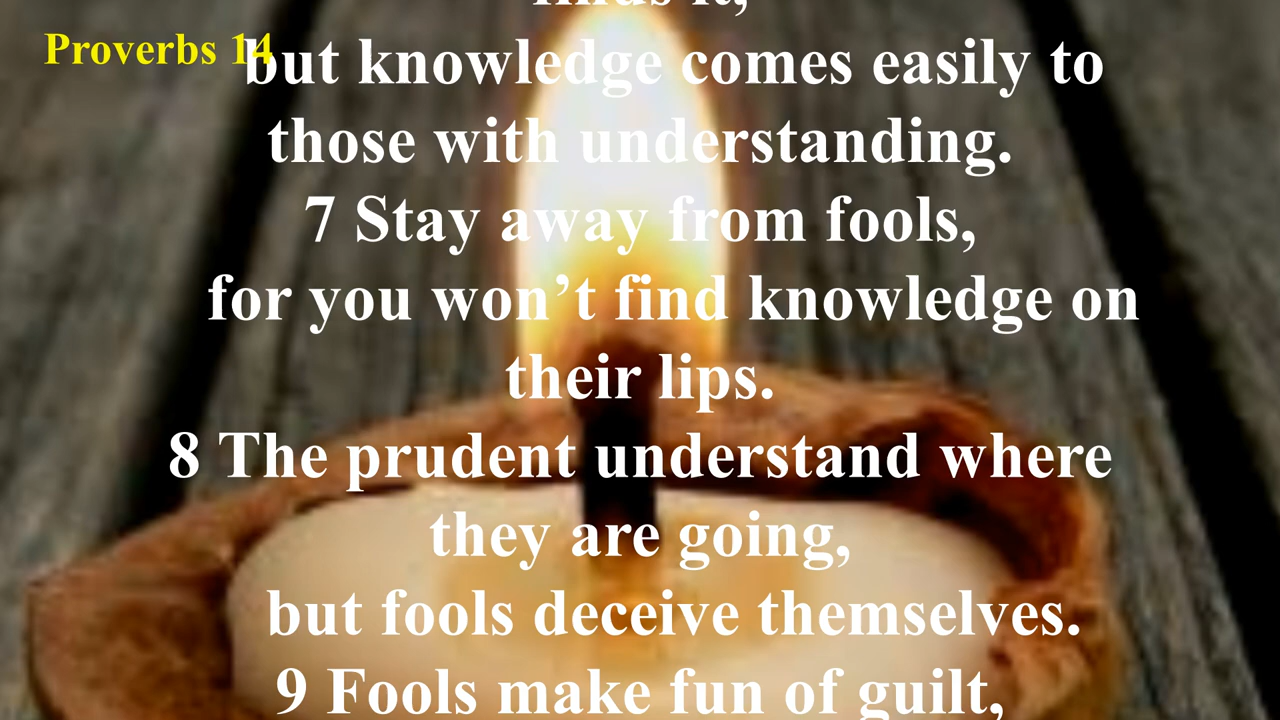 Proverbs 14
but knowledge comes easily to
those with understanding.
7 Stay away from fools,
for you won’t find knowledge on
their lips.
8 The prudent understand where
they are going,
but fools deceive themselves.
9 Fools make fun of guilt,